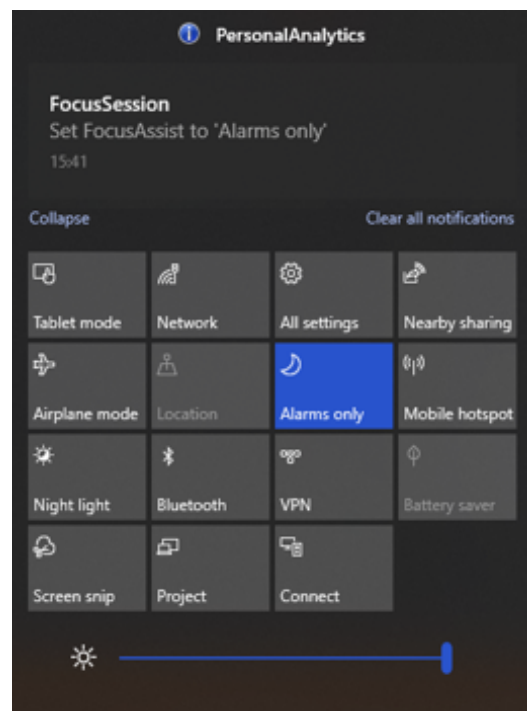 PersonalAnalytics
FocusSession
Set FocusAssist to 'Alarms only'
15:41
Collapse Clear all notifications
Tablet mode Network All settings Nearby sharing
Airplane mode Location Alarms only Mobile hotspot
Night light Bluetooth VPN Battery saver
Screen snip Project Connect